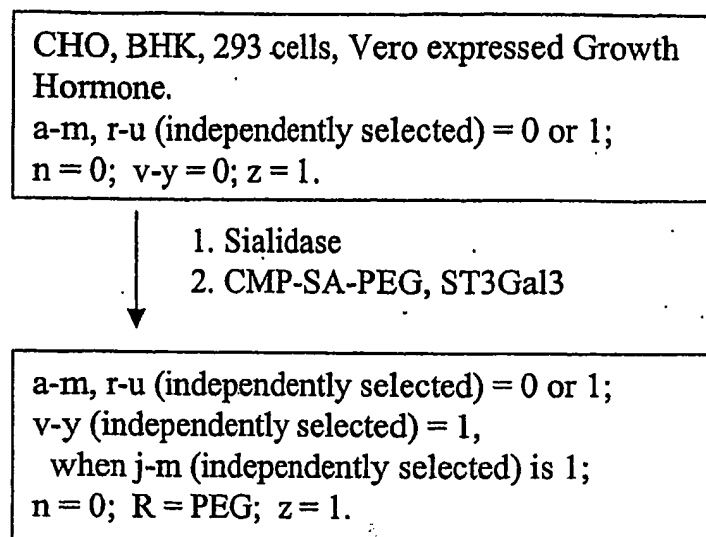 CHO, BHK, 293 cells, Vero expressed Growth
Hormone.
a-m, r-u (independently selected) = 0 or 1;
n = 0; v-y = 0; z = 1.
1. Sialidase
2. CMP-SA-PEG, ST3Gal3
a-m, r-u (independently selected) = 0 or 1;
v-y (independently selected) = 1,
when j-m (independently selected) is 1;
n = 0; R = PEG; z = 1.